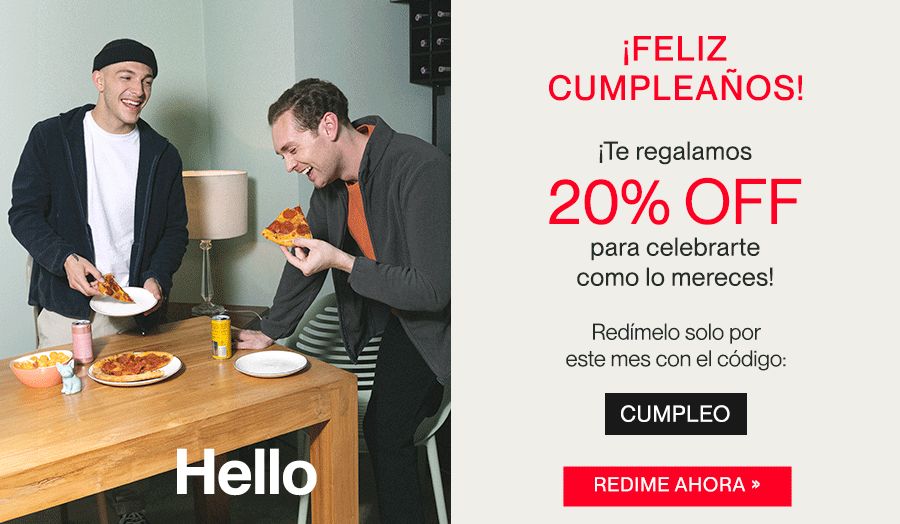 ¡FELIZ
CUMPLEAÑOS!
¡Te regalamos
20% OFF
para celebrarte
como lo mereces!
Redímelo solo por
este mes con el código:
CUMPLEO
REDIME AHORA »
Hello